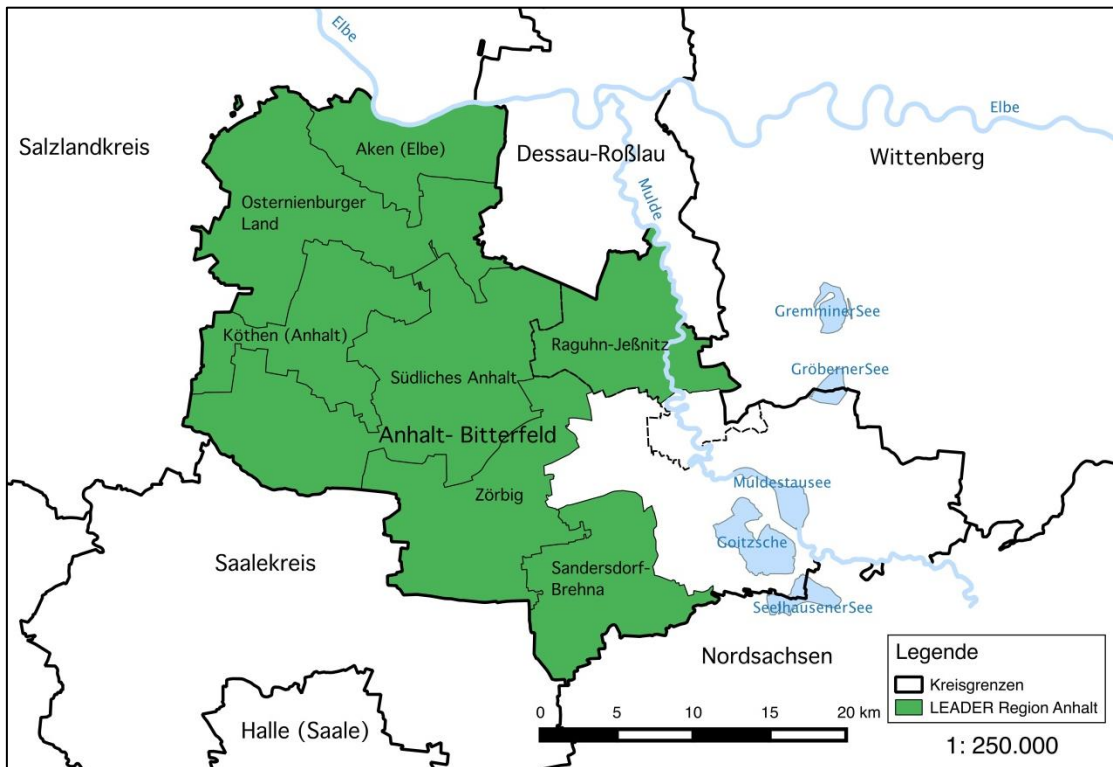 Elbe
Elbe
Salzlandkreis
Aken (Elbe)
Dessau-Roßlau
Wittenberg
Mulde
Osternienburger
Land
GremminerSee
Köthen (Anhalt)
Raguhn-Jeßnitz
GröbernerSee
Südliches Anhalt
Anhalt- Bitterfeld
Muldestausee
Zörbig
Goitzsche
Saalekreis
Sandersdorf-
Brehna
SeelhausenerSee
Nordsachsen
Halle (Saale)
Legende
Kreisgrenzen
LEADER Region Anhalt
0 5 10 15 20 km
1: 250.000